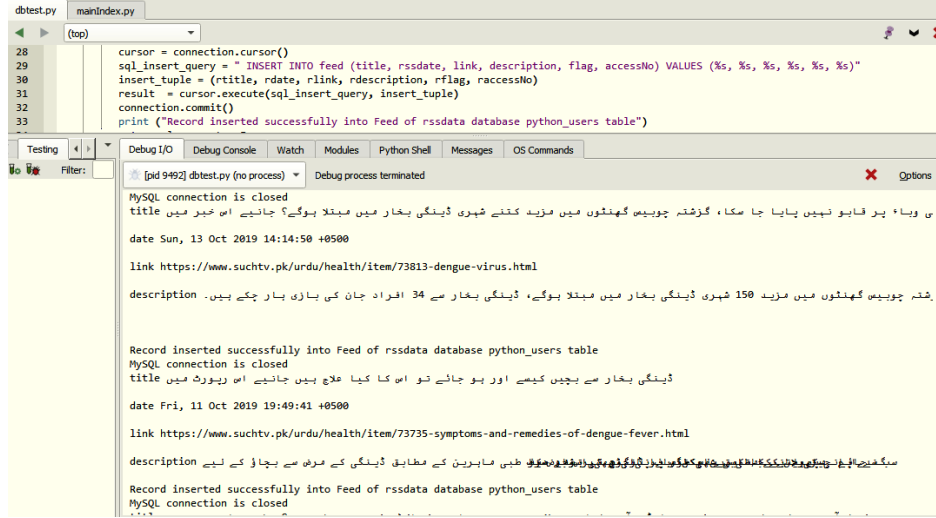 dbtest.py mainIndex.py
(top)
28 cursor = connection.cursor()
29 sql_insert_query = " INSERT INTO feed (title, rssdate, link, description, flag, accessNo) VALUES (%s, %s, %s, %s, %s, %s)"
30 insert_tuple = (rtitle, rdate, rlink, rdescription, rflag, raccessNo)
31 result = cursor.execute(sql_insert_query, insert_tuple)
32 connection.commit()
33 print ("Record inserted successfully into Feed of rssdata database python_users table")
Testing Debug I/O Debug Console Watch Modules Python Shell Messages OS Commands
Filter: [pid 9492] dbtest.py (no process) Debug process terminated Options
MySQL connection is closed
title ی وباء پر قابو نہیں پایا جا سکا، گزشتہ چوبیس گھنٹوں میں مزید کتنے شہری ڈینگی بخار میں مبتلا ہوگے؟ جانیے اس خبر میں
date Sun, 13 Oct 2019 14:14:50 +0500
link https://www.suchtv.pk/urdu/health/item/73813-dengue-virus.html
description شتہ چوبیس گھنٹوں میں مزید 150 شہری ڈینگی بخار میں مبتلا ہوگے، ڈینگی بخار سے 34 افراد جان کی بازی ہار چکے ہیں۔
Record inserted successfully into Feed of rssdata database python_users table
MySQL connection is closed
title ڈینگی بخار سے بچیں کیسے اور ہو جائے تو اس کا کیا علاج ہیں جانیے اس رپورٹ میں
date Fri, 11 Oct 2019 19:49:41 +0500
link https://www.suchtv.pk/urdu/health/item/73735-symptoms-and-remedies-of-dengue-fever.html
description طبی ماہرین کے مطابق ڈینگی کے مرض سے بچاؤ کے لیے
Record inserted successfully into Feed of rssdata database python_users table
MySQL connection is closed